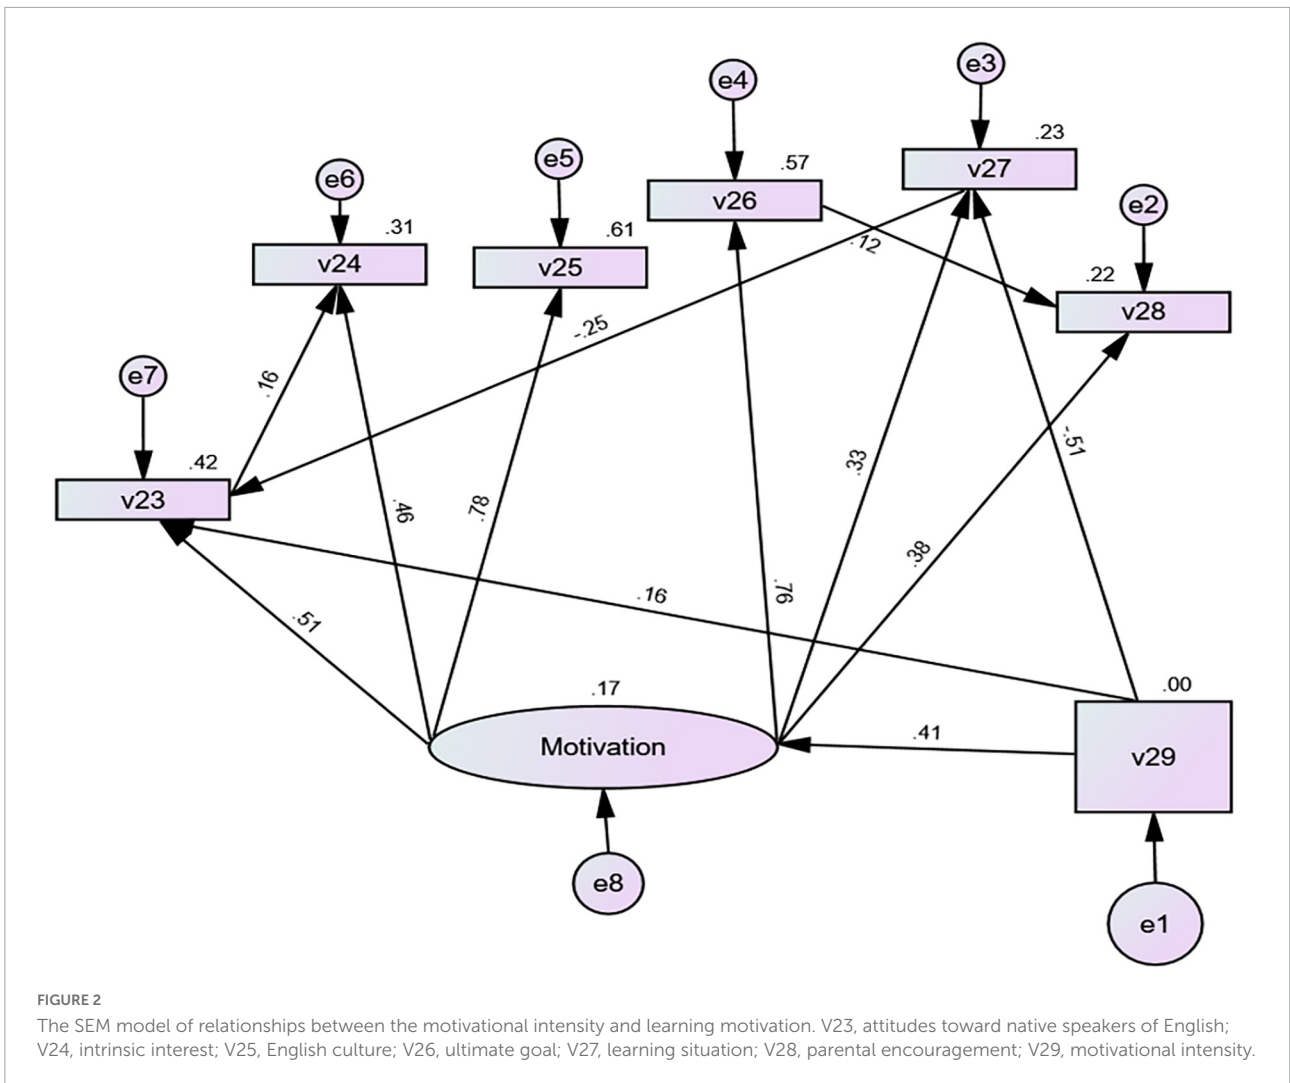 e3
e4
.23
e5
v27
.57
e6
v26
e2
.31
.61
.12
v24
v25
.22
v28
-.25
e7
.16
.42
-.51
.33
v23
.46
.78
.38
.76
.16
.51
.17
.00
.41
Motivation
v29
e8
e1
FIGURE 2
The SEM model of relationships between the motivational intensity and learning motivation. V23, attitudes toward native speakers of English;
V24, intrinsic interest; V25, English culture; V26, ultimate goal; V27, learning situation; V28, parental encouragement; V29, motivational intensity.